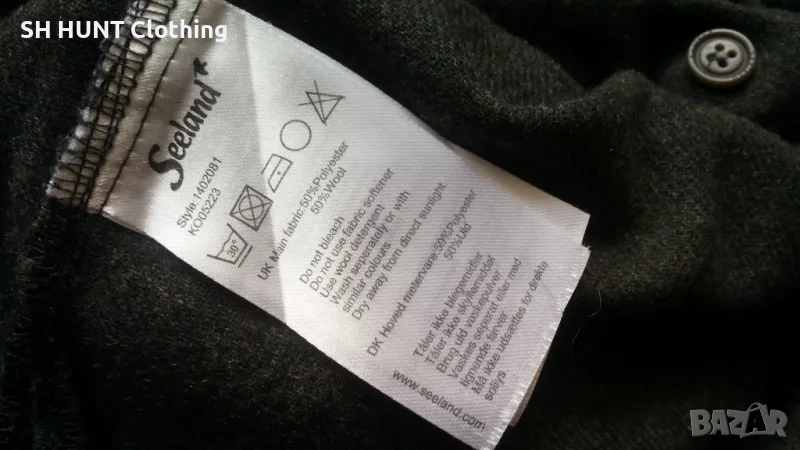 SH HUNT Clothing
Seeland
Style:1402081
KO05223
30°
UK Main fabric:50%Polyester
50%Wool
Do not bleach
Do not use fabric softener
Use wool detergent
Wash separately or with
similar colours
Dry away from direct sunlight.
DK Hoved metervare:50%Polyester
50%Uld
Tåler ikke blegemidler
Tåler ikke skyllemiddel
Brug uld vaskepulver
Vaskes separat eller med
lignende farver
Må ikke udsættes for direkte
sollys
www.seeland.com
BAZAR